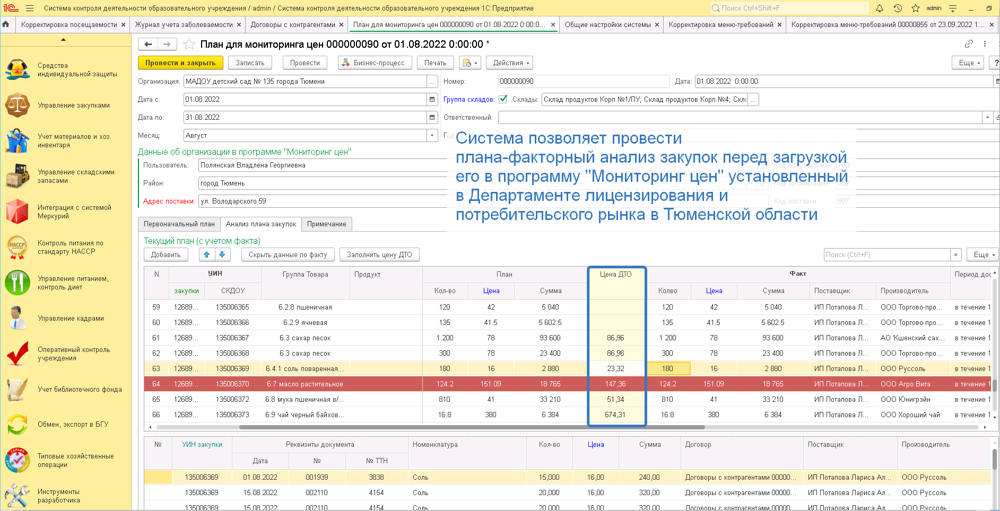 Система контроля деятельности образовательного учреждения / admin / Система контроля деятельности образовательного учреждения 1С:Предприятие
Поиск Ctrl+Shift+F
admin
Корректировка посещаемости
Журнал учета заболеваемости
Договоры с контрагентами
План для мониторинга цен 000000090 от 01.08.2022 0:00:0...
Общие настройки системы
Корректировка меню-требований
Корректировка меню-требований 00000855 от 23.09.2022 1...
Средства
индивидуальной защиты
Управление закупками
Учет материалов и хоз.
инвентаря
Управление складскими
запасами
Интеграция с системой
Меркурий
Контроль питания по
стандарту HACCP
Управление питанием,
контроль диет
Управление кадрами
Оперативный контроль
учреждения
Учет библиотечного фонда
Обмен, экспорт в БГУ
Типовые хозяйственные
операции
Инструменты
разработчика
План для мониторинга цен 000000090 от 01.08.2022 0:00:00 *
Провести и закрыть
Записать
Провести
Бизнес-процесс
Печать
Действия
Еще
?
Организация: МАДОУ детский сад № 135 города Тюмени ...
Номер: 000000090
Дата: 01.08.2022 0:00:00
Дата с: 01.08.2022
Группа складов: Склады: Склад продуктов Корп.№1/ПУ; Склад продуктов Корп.№4; Скла ...
Дата по: 31.08.2022
Ответственный:
Месяц: Август
Год: 2022
Данные об организации в программе "Мониторинг цен"
Пользователь: Полянская Владлена Георгиевна
Код пользователя: 703
Район: город Тюмень
Код организация: 352
Адрес поставки: ул. Володарского 59
Код поставки: 997
Система позволяет провести
плана-факторный анализ закупок перед загрузкой
его в программу "Мониторинг цен" установленный
в Департаменте лицензирования и
потребительского рынка в Тюменской области
Первоначальный план
Анализ плана закупок
Примечание
Текущий план (с учетом факта)
Добавить
Скрыть данные по факту
Заполнить цену ДТО
Поиск (Ctrl+F)
×
Еще
N УИН Группа Товара Продукт План Цена ДТО Факт Период дос
закупки СКДОУ Кол-во Цена Сумма Колво Цена Сумма Поставщик Производитель
59 12689... 135006365 6.2.8 пшеничная 120 42 5 040 120 42 5 040 ИП Потапова Л... ООО Торгово-про... в течение 1
60 12689... 135006366 6.2.9 ячневая 135 41.5 5 602.5 135 41.5 5 602.5 ИП Потапова Л... ООО Торгово-про... в течение 1
61 12689... 135006367 6.3 сахар песок 1 200 78 93 600 86,96 1 200 78 93 600 ИП Потапова Л... АО 'Кшенский сах... в течение 1
62 12689... 135006368 6.3 сахар песок 300 78 23 400 86,96 300 78 23 400 ИП Потапова Л... ООО Торгово-про... в течение 1
63 12689... 135006369 6.4.1 соль поваренная... 180 16 2 880 23,32 180 16 2 880 ИП Потапова Л... ООО Руссоль в течение 1
64 12689... 135006370 6.7 масло растительное 124.2 151.09 18 765 147,36 124.2 151.09 18 765 ИП Потапова Л... ООО Агро Вита в течение 1
65 12689... 135006372 6.8 мука пшеничная в/... 810 41 33 210 51,34 810 41 33 210 ИП Потапова Л... ООО Юнигрэйн в течение 1
66 12689... 135006373 6.9 чай черный байхов... 16.8 380 6 384 674,31 16.8 380 6 384 ИП Потапова Л... ООО Хороший чай в течение 1
№ УИН закупки Реквизиты документа Номенклатура Кол-во Цена Сумма Договор Поставщик Производитель
Дата № № ТТН
135006369 01.08.2022 001939 3838 Соль 15,000 16,00 240,00 Договоры с контрагентами 00000... ИП Потапова Лариса Ал... ООО Руссоль
135006369 15.08.2022 002110 4154 Соль 20,000 16,00 320,00 Договоры с контрагентами 00000... ИП Потапова Лариса Ал... ООО Руссоль
135006369 15.08.2022 002110 4154 Соль 20,000 16,00 320,00 Договоры с контрагентами 00000... ИП Потапова Лариса Ал... ООО Руссоль